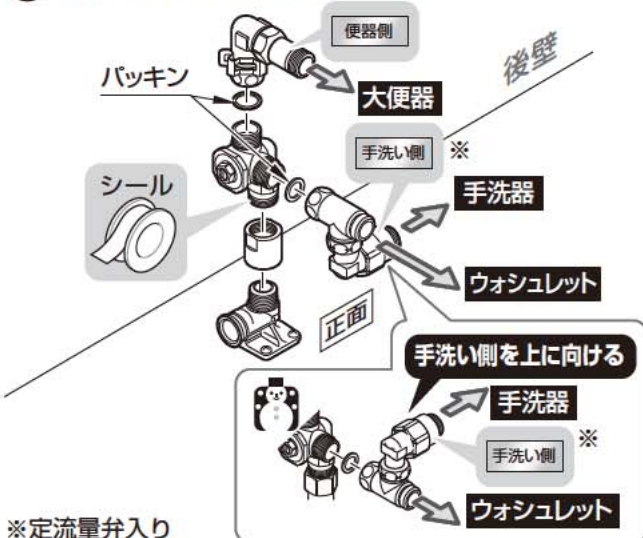 便器側
後壁
パッキン
大便器
手洗い側
※
シール
手洗器
ウォシュレット
正面
手洗い側を上に向ける
手洗器
手洗い側
※
ウォシュレット
※定流量弁入り